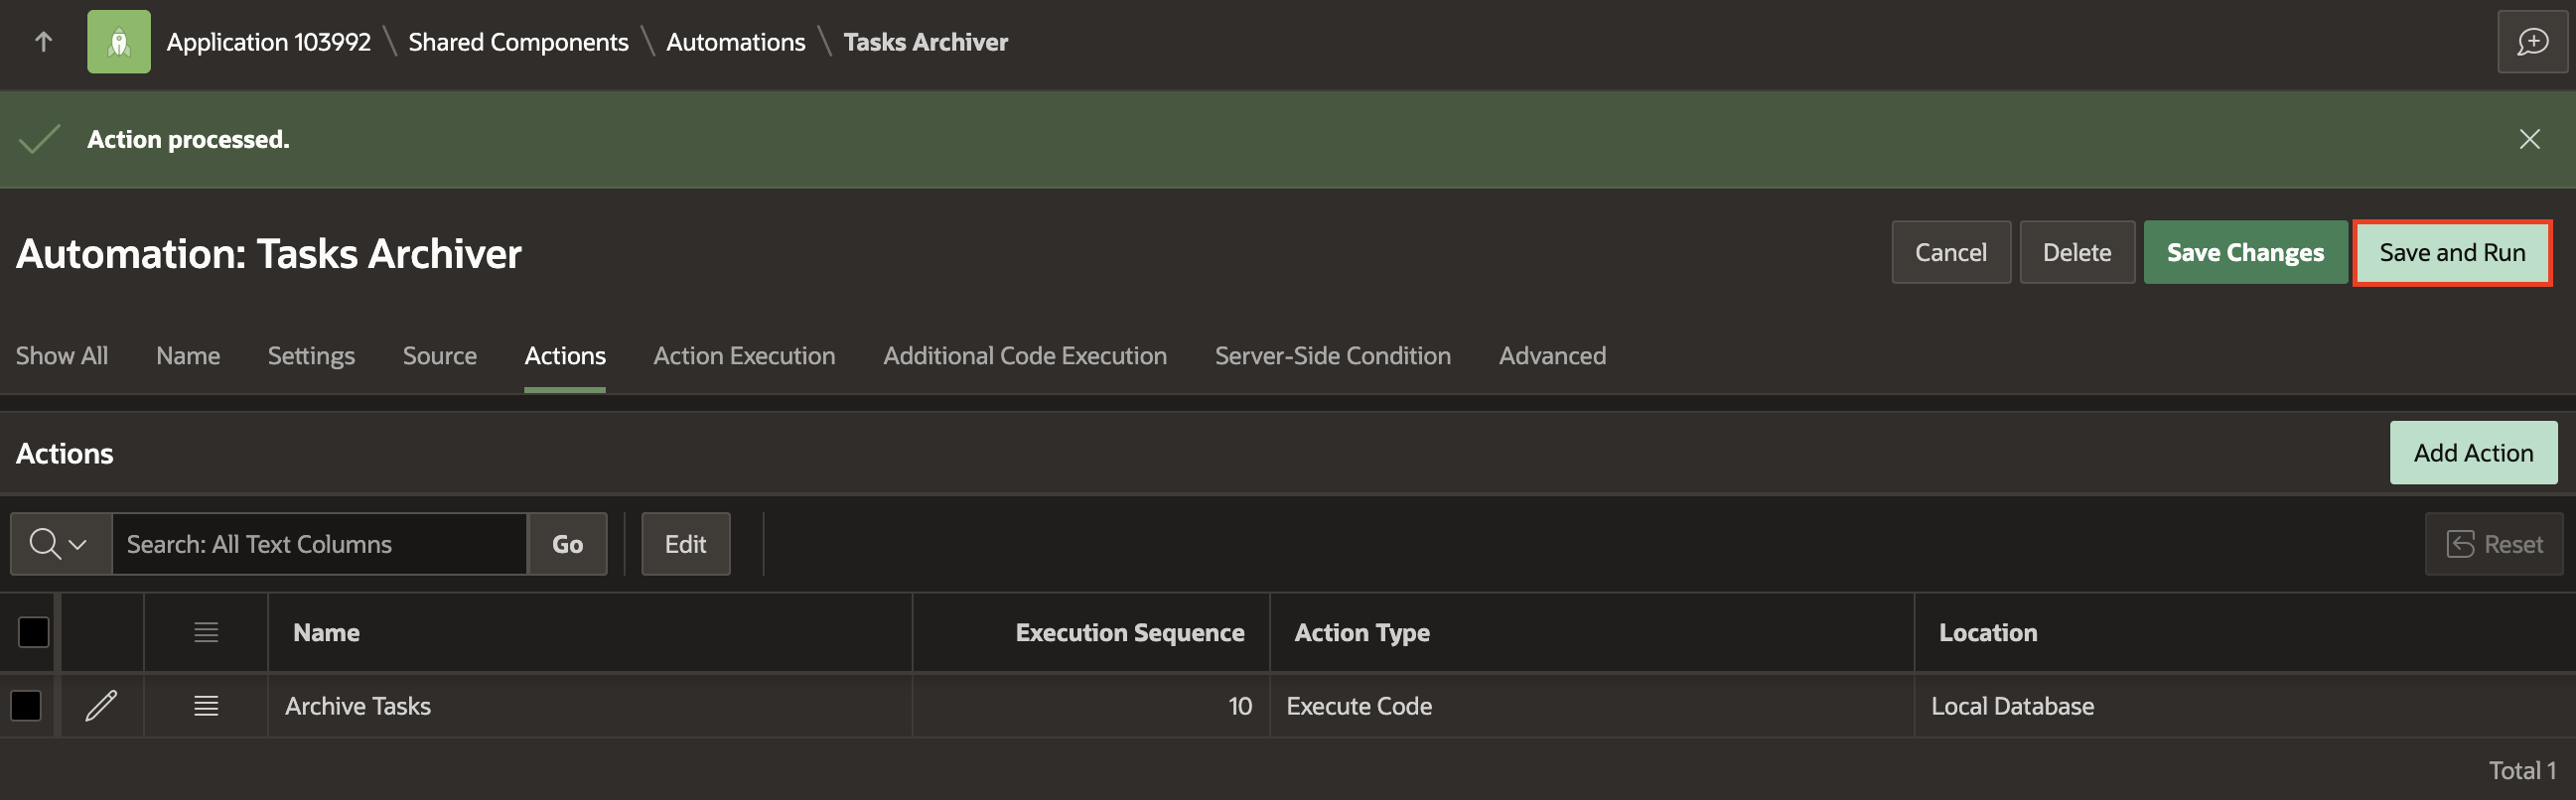 Application 103992 \ Shared Components \ Automations \ Tasks Archiver
Action processed.
Automation: Tasks Archiver
Cancel Delete Save Changes Save and Run
Show All Name Settings Source Actions Action Execution Additional Code Execution Server-Side Condition Advanced
Actions Add Action
Search: All Text Columns Go Edit Reset
Name Execution Sequence Action Type Location
Archive Tasks 10 Execute Code Local Database
Total 1